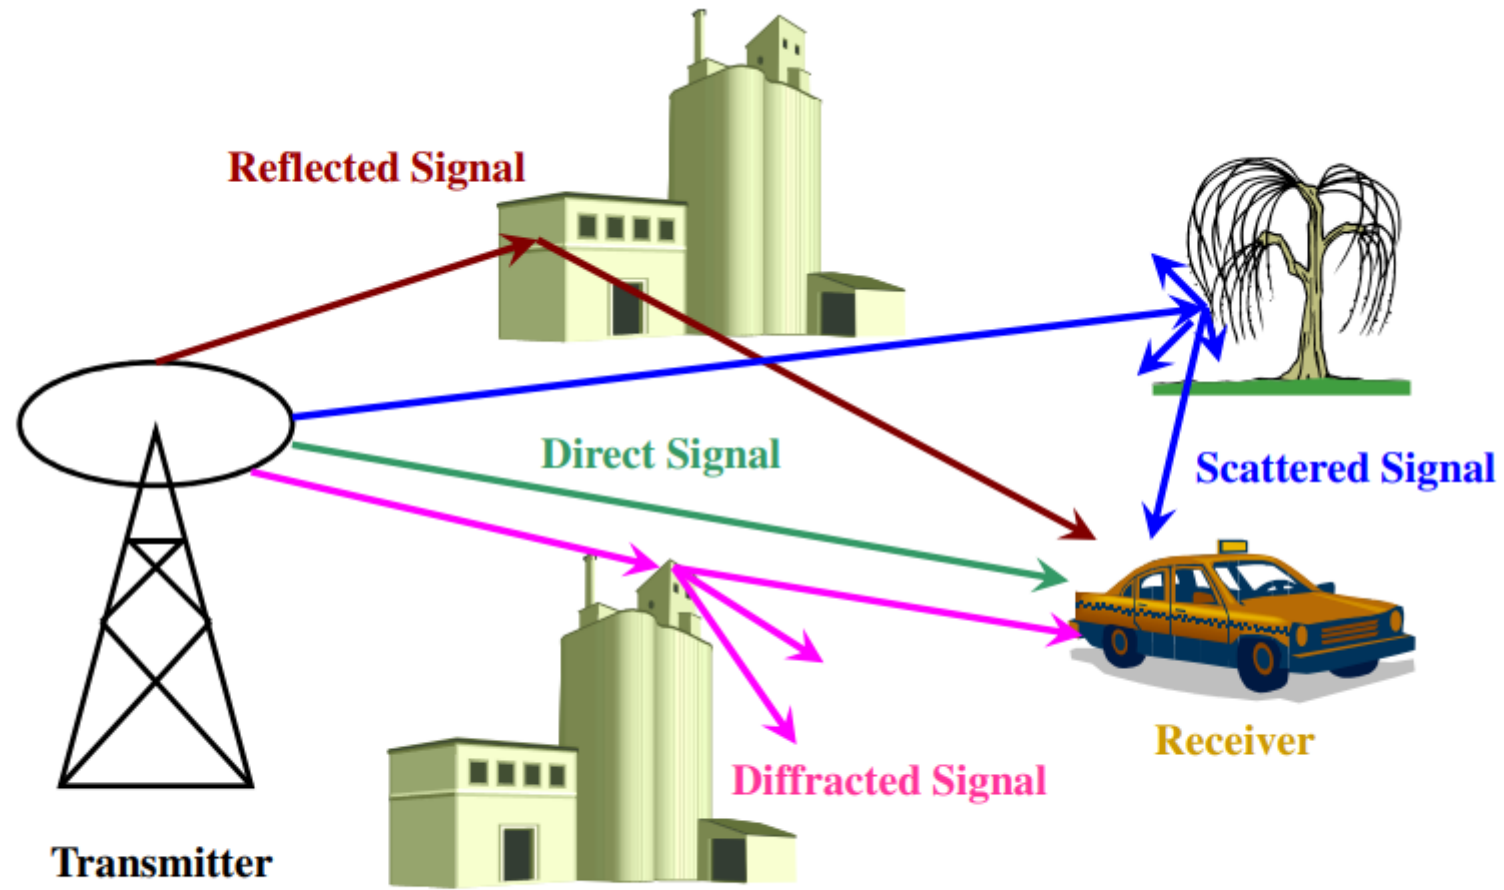 Reflected Signal
Direct Signal
Scattered Signal
Receiver
Diffracted Signal
Transmitter